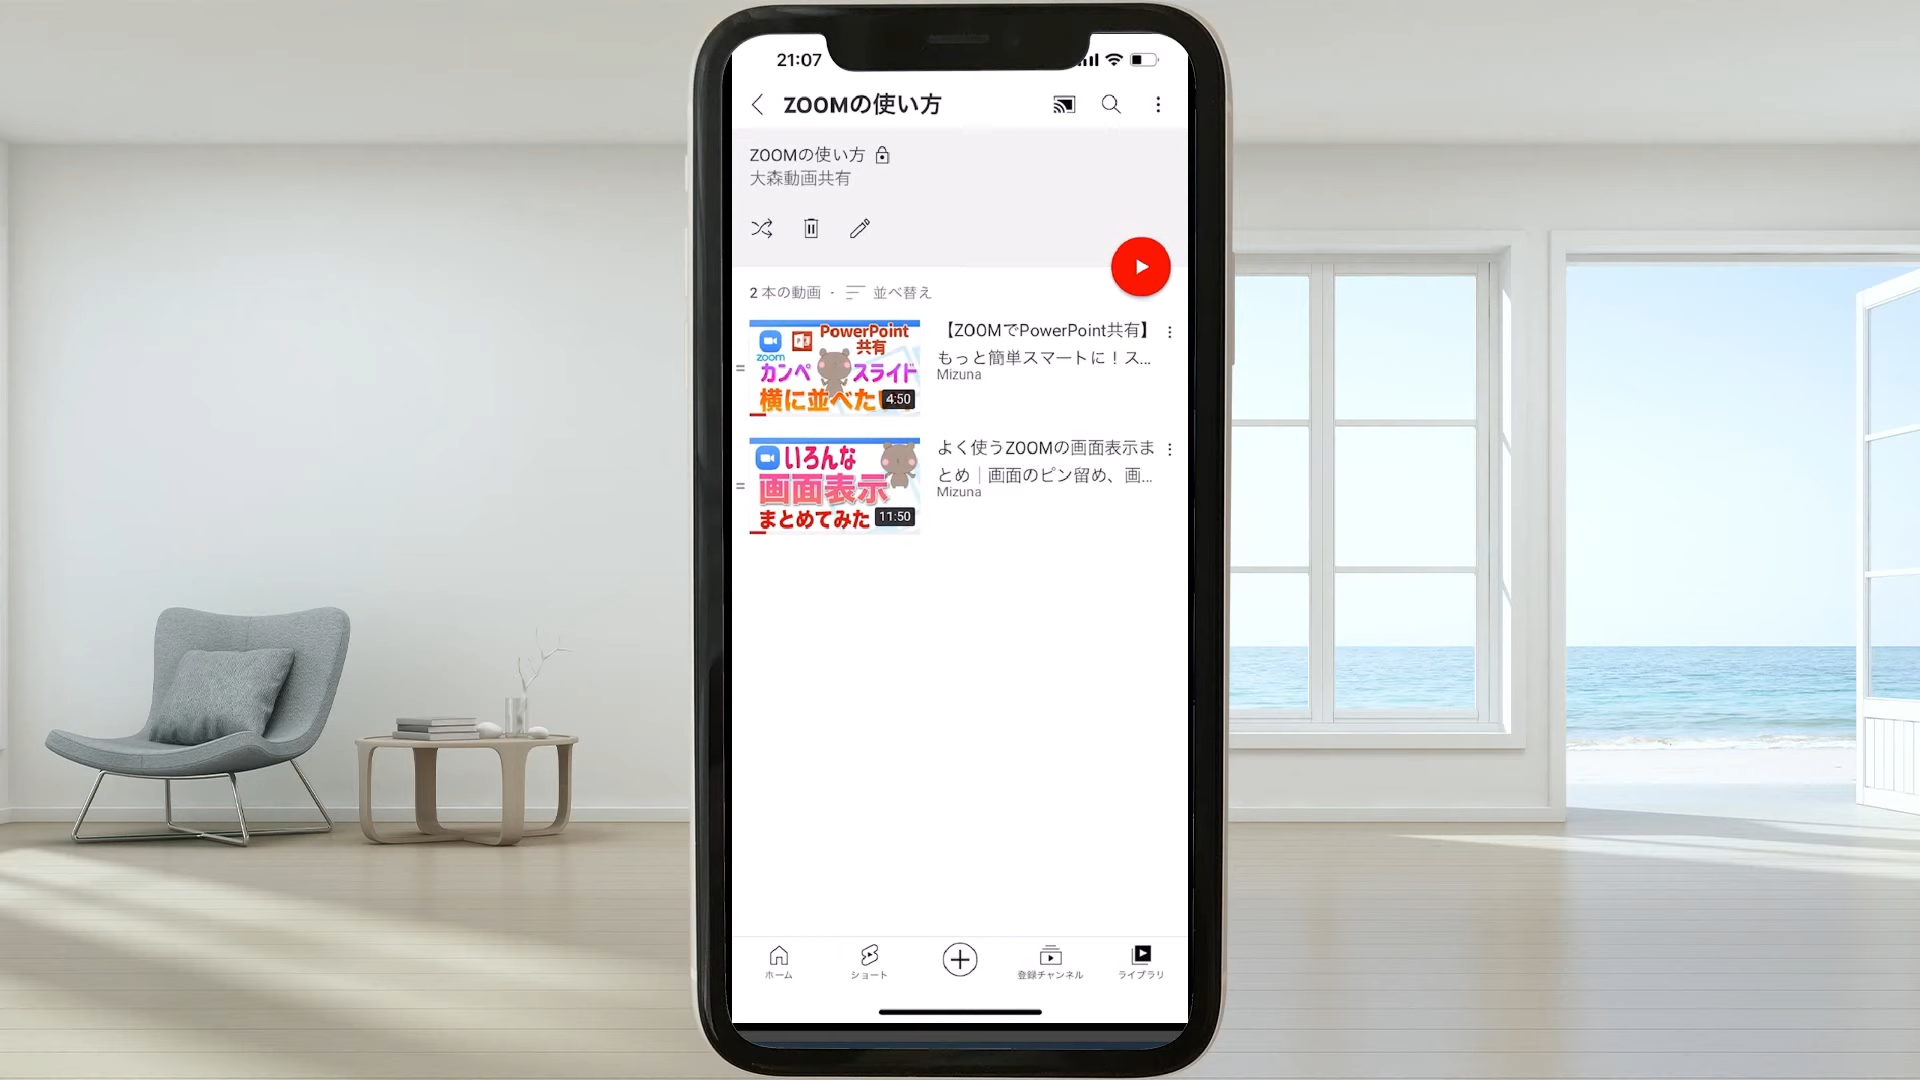 21:07
ZOOMの使い方
ZOOMの使い方
大森動画共有
2 本の動画 ・ 並べ替え
PowerPoint
共有
zoom
カンペ スライド
横に並べたい
4:50
【ZOOMでPowerPoint共有】
もっと簡単スマートに！ス...
Mizuna
いろんな
画面表示
まとめてみた
11:50
よく使うZOOMの画面表示ま
とめ｜画面のピン留め、画...
Mizuna
ホーム
ショート
登録チャンネル
ライブラリ